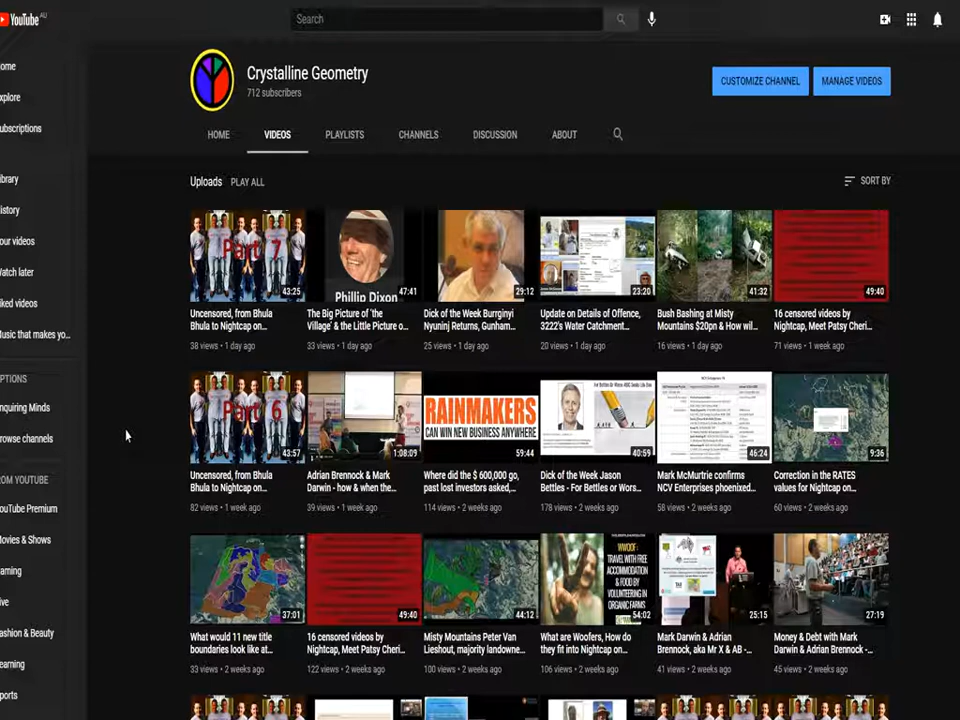 YouTube AU
Search
ome
xplore
ubscriptions
ibrary
istory
our videos
Watch later
iked videos
Music that makes yo...
PTIONS
nquiring Minds
rowse channels
ROM YOUTUBE
ouTube Premium
Movies & Shows
aming
ive
ashion & Beauty
earning
ports
Crystalline Geometry
712 subscribers
CUSTOMIZE CHANNEL
MANAGE VIDEOS
HOME
VIDEOS
PLAYLISTS
CHANNELS
DISCUSSION
ABOUT
Uploads
PLAY ALL
SORT BY
Part 7
43:25
Uncensored, from Bhula
Bhula to Nightcap on...
38 views • 1 day ago
Phillip Dixon
47:41
The Big Picture of 'the
Village' & the Little Picture o...
33 views • 1 day ago
29:12
Dick of the Week Burrginyi
Nyuninj Returns, Gunham...
25 views • 1 day ago
23:20
Update on Details of Offence,
3222's Water Catchment...
20 views • 1 day ago
41:32
Bush Bashing at Misty
Mountains $20pn & How wil...
16 views • 1 day ago
49:40
16 censored videos by
Nightcap, Meet Patsy Cheri...
71 views • 1 week ago
Part 6
43:57
Uncensored, from Bhula
Bhula to Nightcap on...
82 views • 1 week ago
1:08:09
Adrian Brennock & Mark
Darwin - how & when the...
39 views • 1 week ago
RAINMAKERS
CAN WIN NEW BUSINESS ANYWHERE
59:44
Where did the $ 600,000 go,
past lost investors asked,...
114 views • 2 weeks ago
40:59
Dick of the Week Jason
Bettles - For Bettles or Wors...
178 views • 2 weeks ago
46:24
Mark McMurtrie confirms
NCV Enterprises phoenixed...
58 views • 2 weeks ago
9:36
Correction in the RATES
values for Nightcap on...
60 views • 2 weeks ago
37:01
What would 11 new title
boundaries look like at...
33 views • 2 weeks ago
49:40
16 censored videos by
Nightcap, Meet Patsy Cheri...
122 views • 2 weeks ago
44:12
Misty Mountains Peter Van
Lieshout, majority landowne...
100 views • 2 weeks ago
WWOOF:
TRAVEL WITH FREE
ACCOMMODATION
& FOOD BY
VOLUNTEERING IN
ORGANIC FARMS
54:02
What are Woofers, How do
they fit into Nightcap on...
106 views • 2 weeks ago
25:15
Mark Darwin & Adrian
Brennock, aka Mr X & AB -...
41 views • 2 weeks ago
27:19
Money & Debt with Mark
Darwin & Adrian Brennock -...
45 views • 2 weeks ago